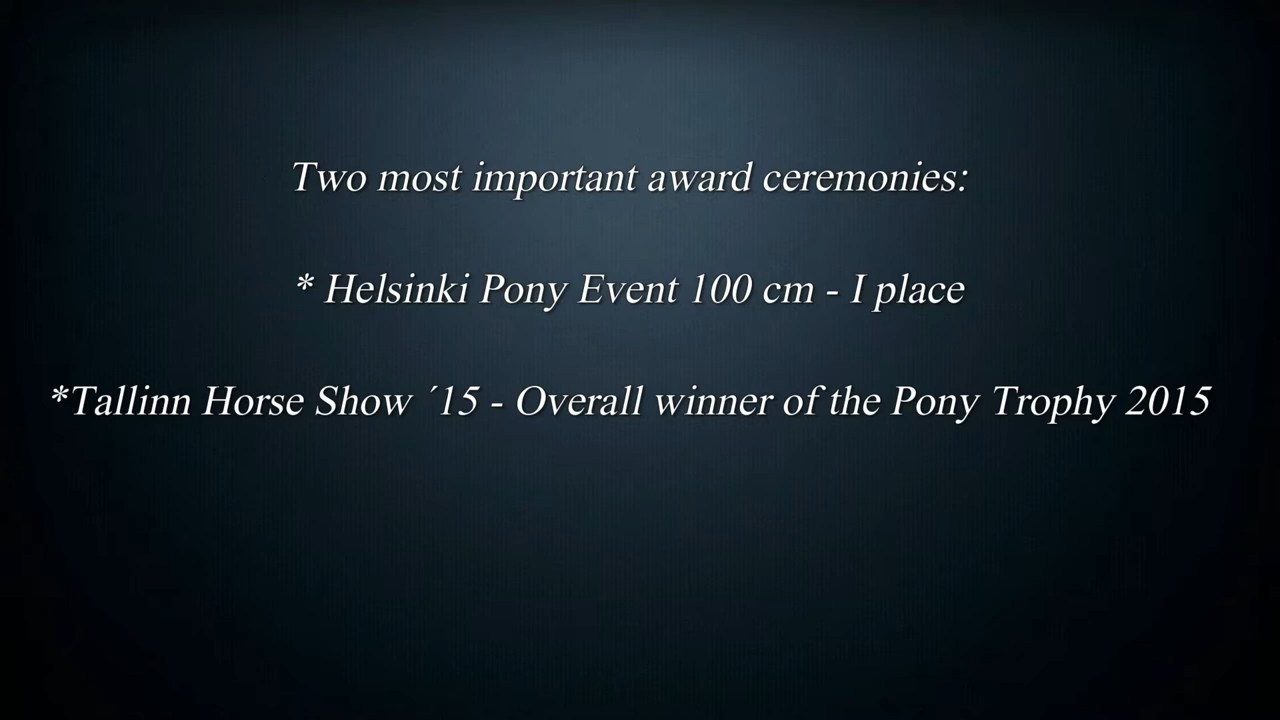 Two most important award ceremonies:
* Helsinki Pony Event 100 cm - I place
*Tallinn Horse Show ´15 - Overall winner of the Pony Trophy 2015